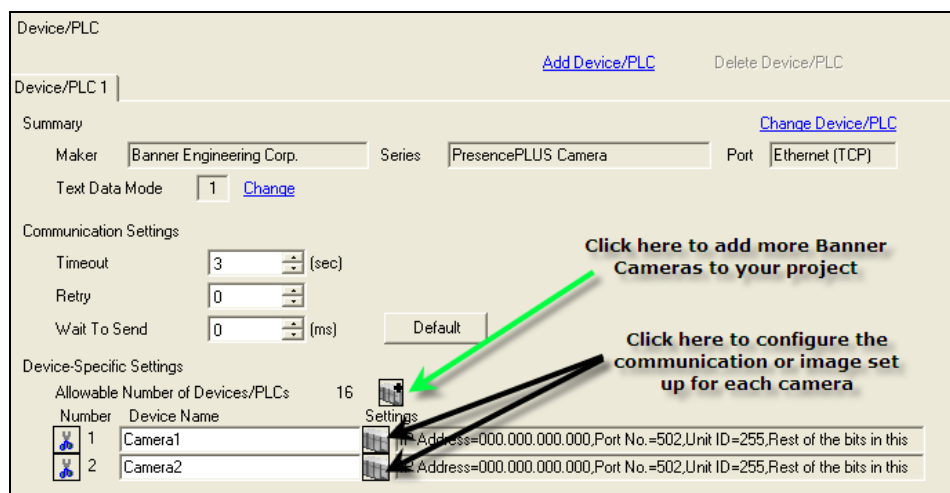 Device/PLC
Add Device/PLC Delete Device/PLC
Device/PLC 1
Summary Change Device/PLC
Maker Banner Engineering Corp. Series PresencePLUS Camera Port Ethernet (TCP)
Text Data Mode 1 Change
Communication Settings
Timeout 3 (sec)
Retry 0
Wait To Send 0 (ms) Default
Click here to add more Banner
Cameras to your project
Click here to configure the
communication or image set
up for each camera
Device-Specific Settings
Allowable Number of Devices/PLCs 16
Number Device Name Settings
1 Camera1 IP Address=000.000.000.000,Port No.=502,Unit ID=255,Rest of the bits in this
2 Camera2 IP Address=000.000.000.000,Port No.=502,Unit ID=255,Rest of the bits in this